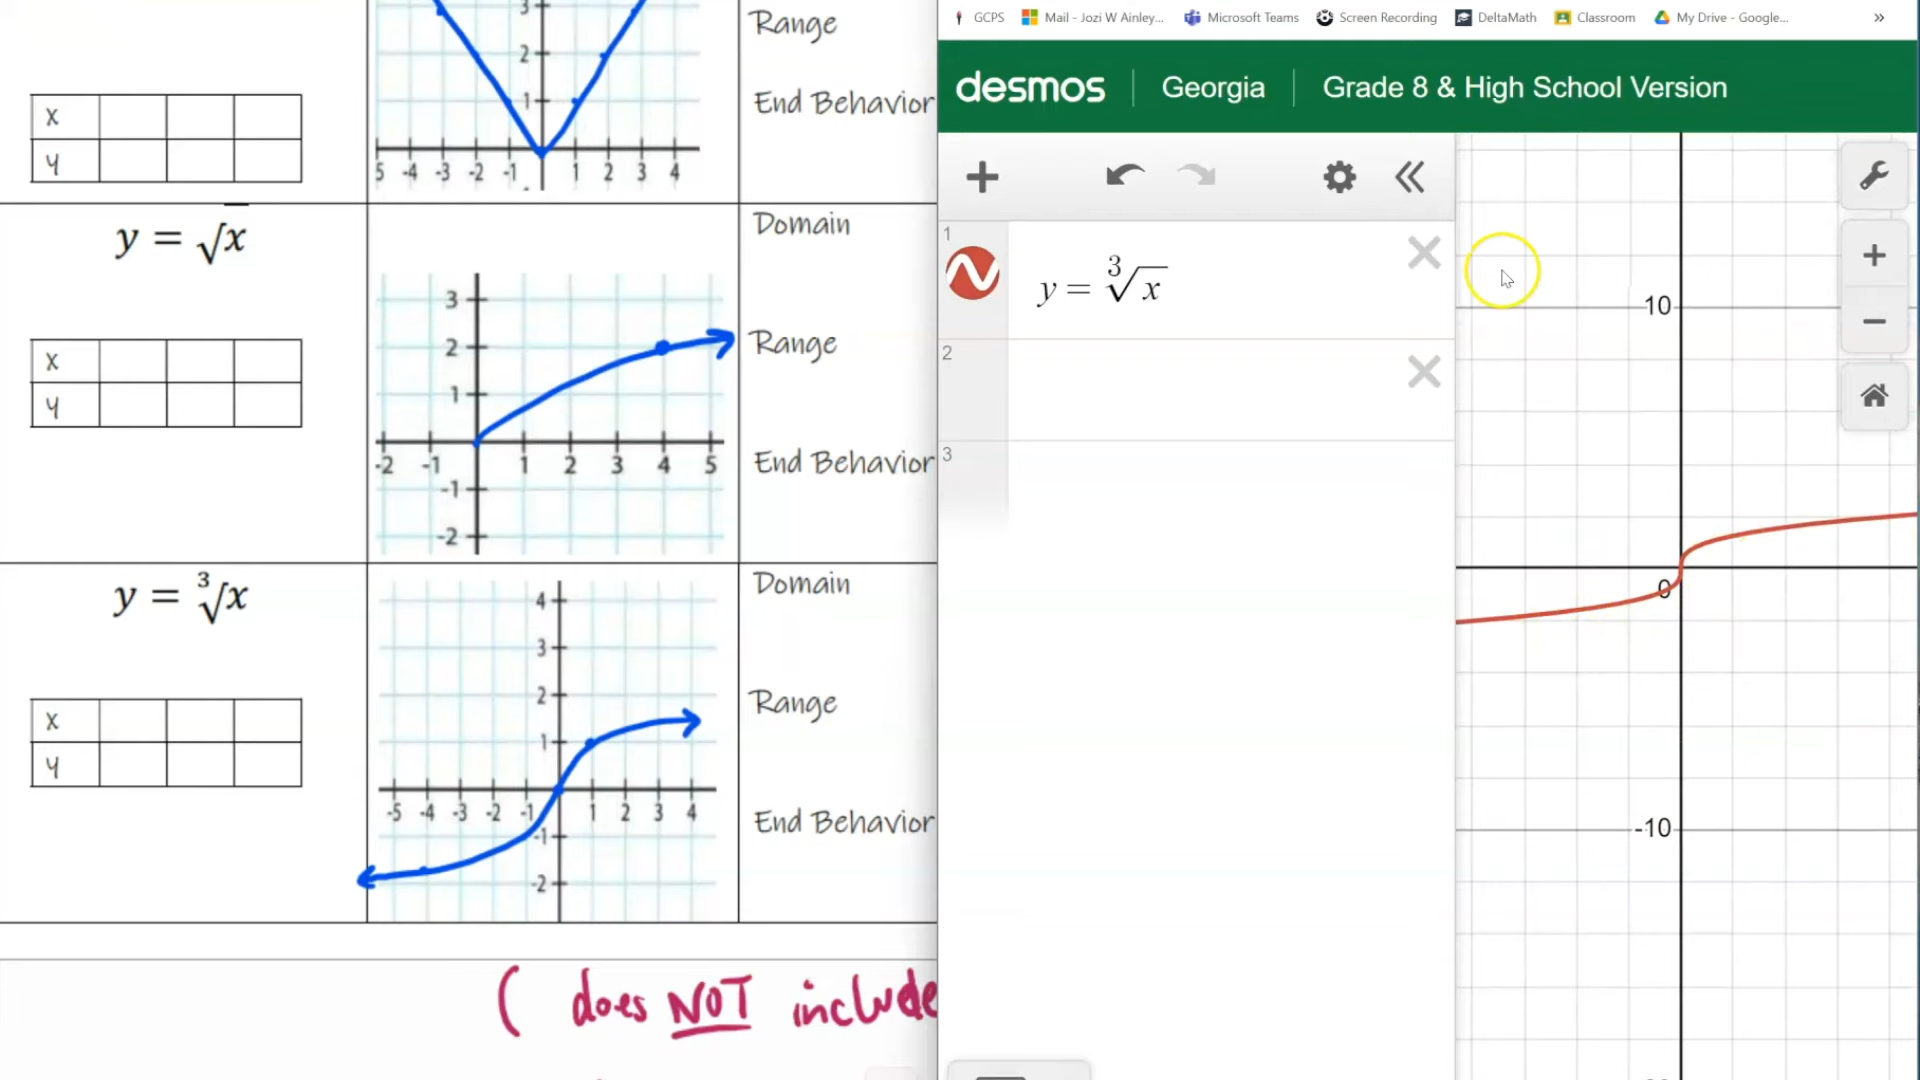 3
2
1
5 -4 -3 -2 -1 1 2 3 4
X
y
Range
End Behavior
y = √x
X
y
3
2
1
-2 -1 1 2 3 4 5
-1
-2
Domain
Range
End Behavior
y = ∛x
X
y
4
3
2
1
-5 -4 -3 -2 -1 1 2 3 4
-1
-2
Domain
Range
End Behavior
( does NOT include
GCPS Mail - Jozi W Ainley... Microsoft Teams Screen Recording DeltaMath Classroom My Drive - Google... »
desmos Georgia Grade 8 & High School Version
1
y = ∛x
2
3
10
0
-10